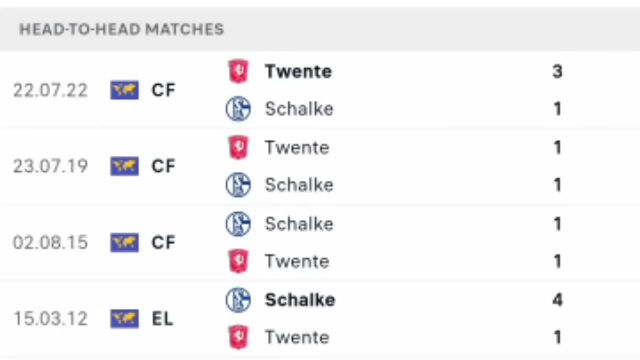 HEAD-TO-HEAD MATCHES
22.07.22 CF Twente 3
Schalke 1
23.07.19 CF Twente 1
Schalke 1
02.08.15 CF Schalke 1
Twente 1
15.03.12 EL Schalke 4
Twente 1